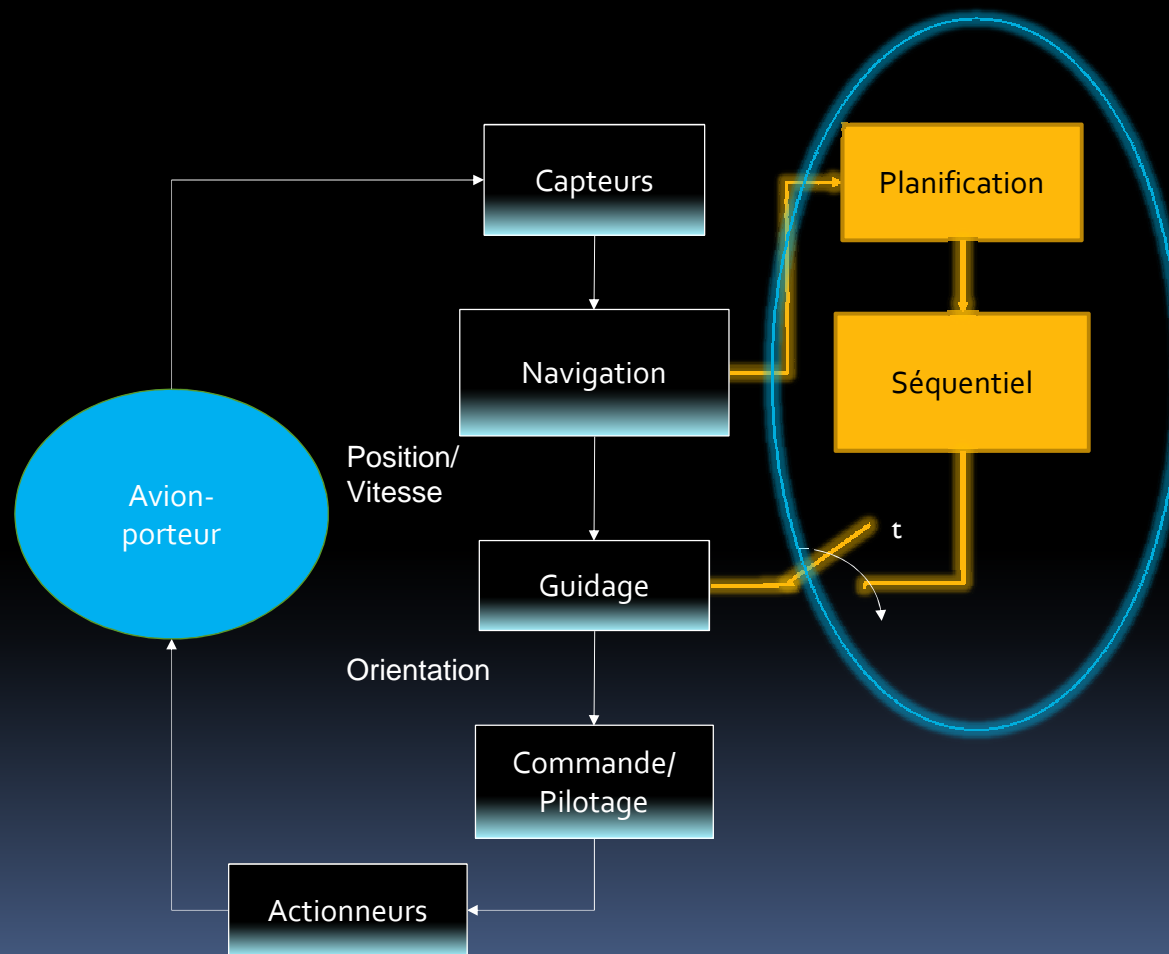 Capteurs
Planification
Navigation
Séquentiel
Position/
Vitesse
Avion-
porteur
t
Guidage
Orientation
Commande/
Pilotage
Actionneurs